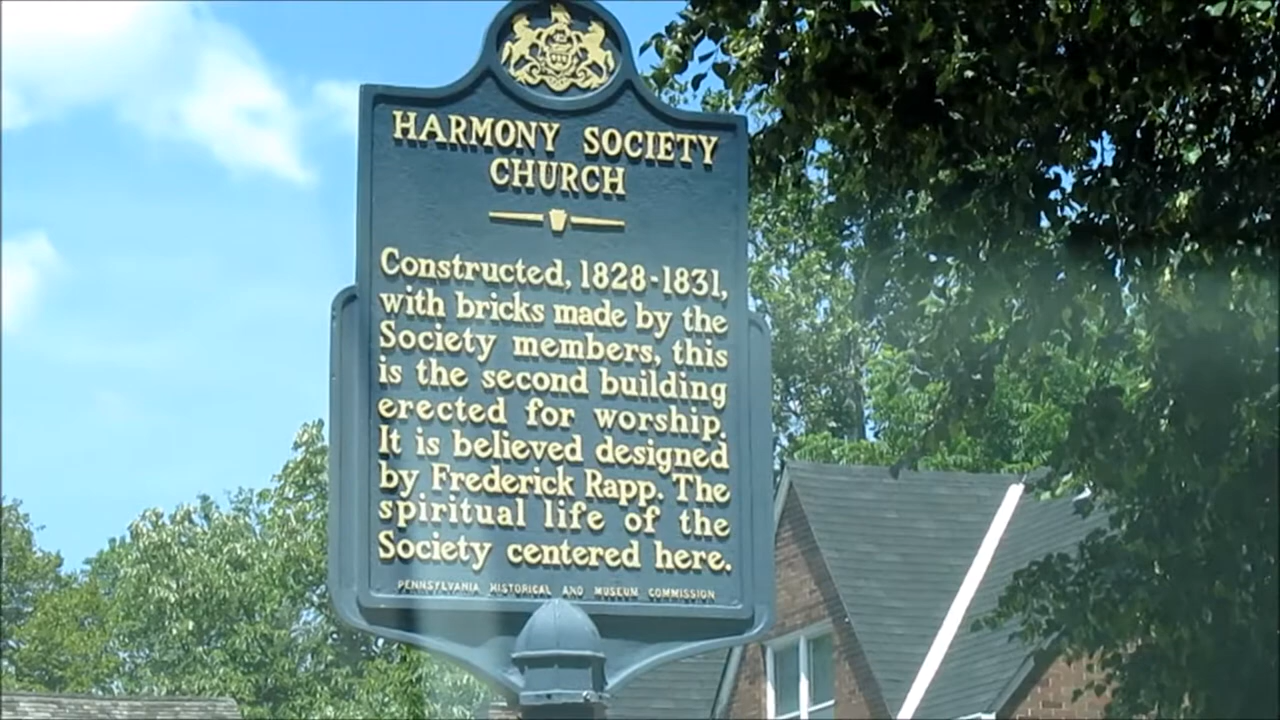 HARMONY SOCIETY
CHURCH
Constructed, 1828-1831,
with bricks made by the
Society members, this
is the second building
erected for worship.
It is believed designed
by Frederick Rapp. The
spiritual life of the
Society centered here.
PENNSYLVANIA HISTORICAL AND MUSEUM COMMISSION